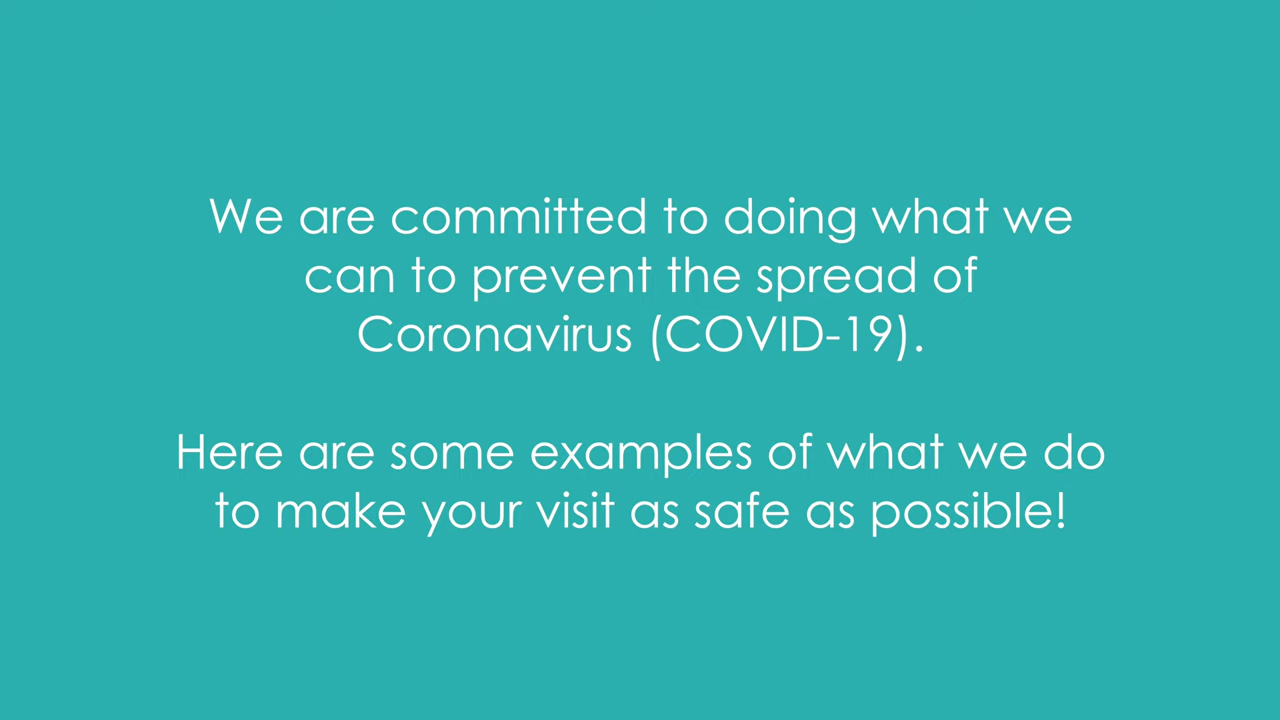 We are committed to doing what we
can to prevent the spread of
Coronavirus (COVID-19).
Here are some examples of what we do
to make your visit as safe as possible!